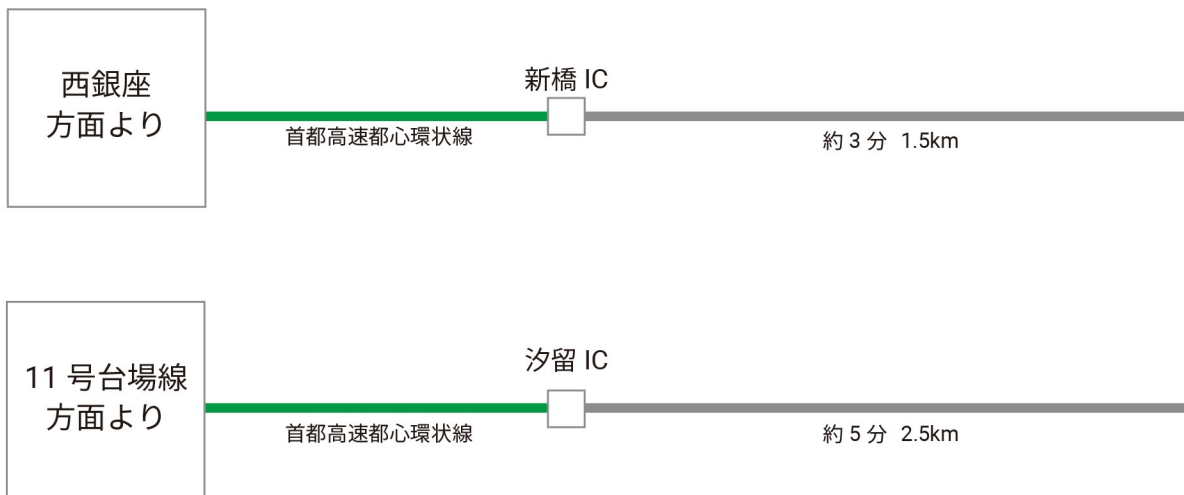 西銀座
方面より
新橋 IC
首都高速都心環状線
約 3 分 1.5km
11 号台場線
方面より
汐留 IC
首都高速都心環状線
約 5 分 2.5km